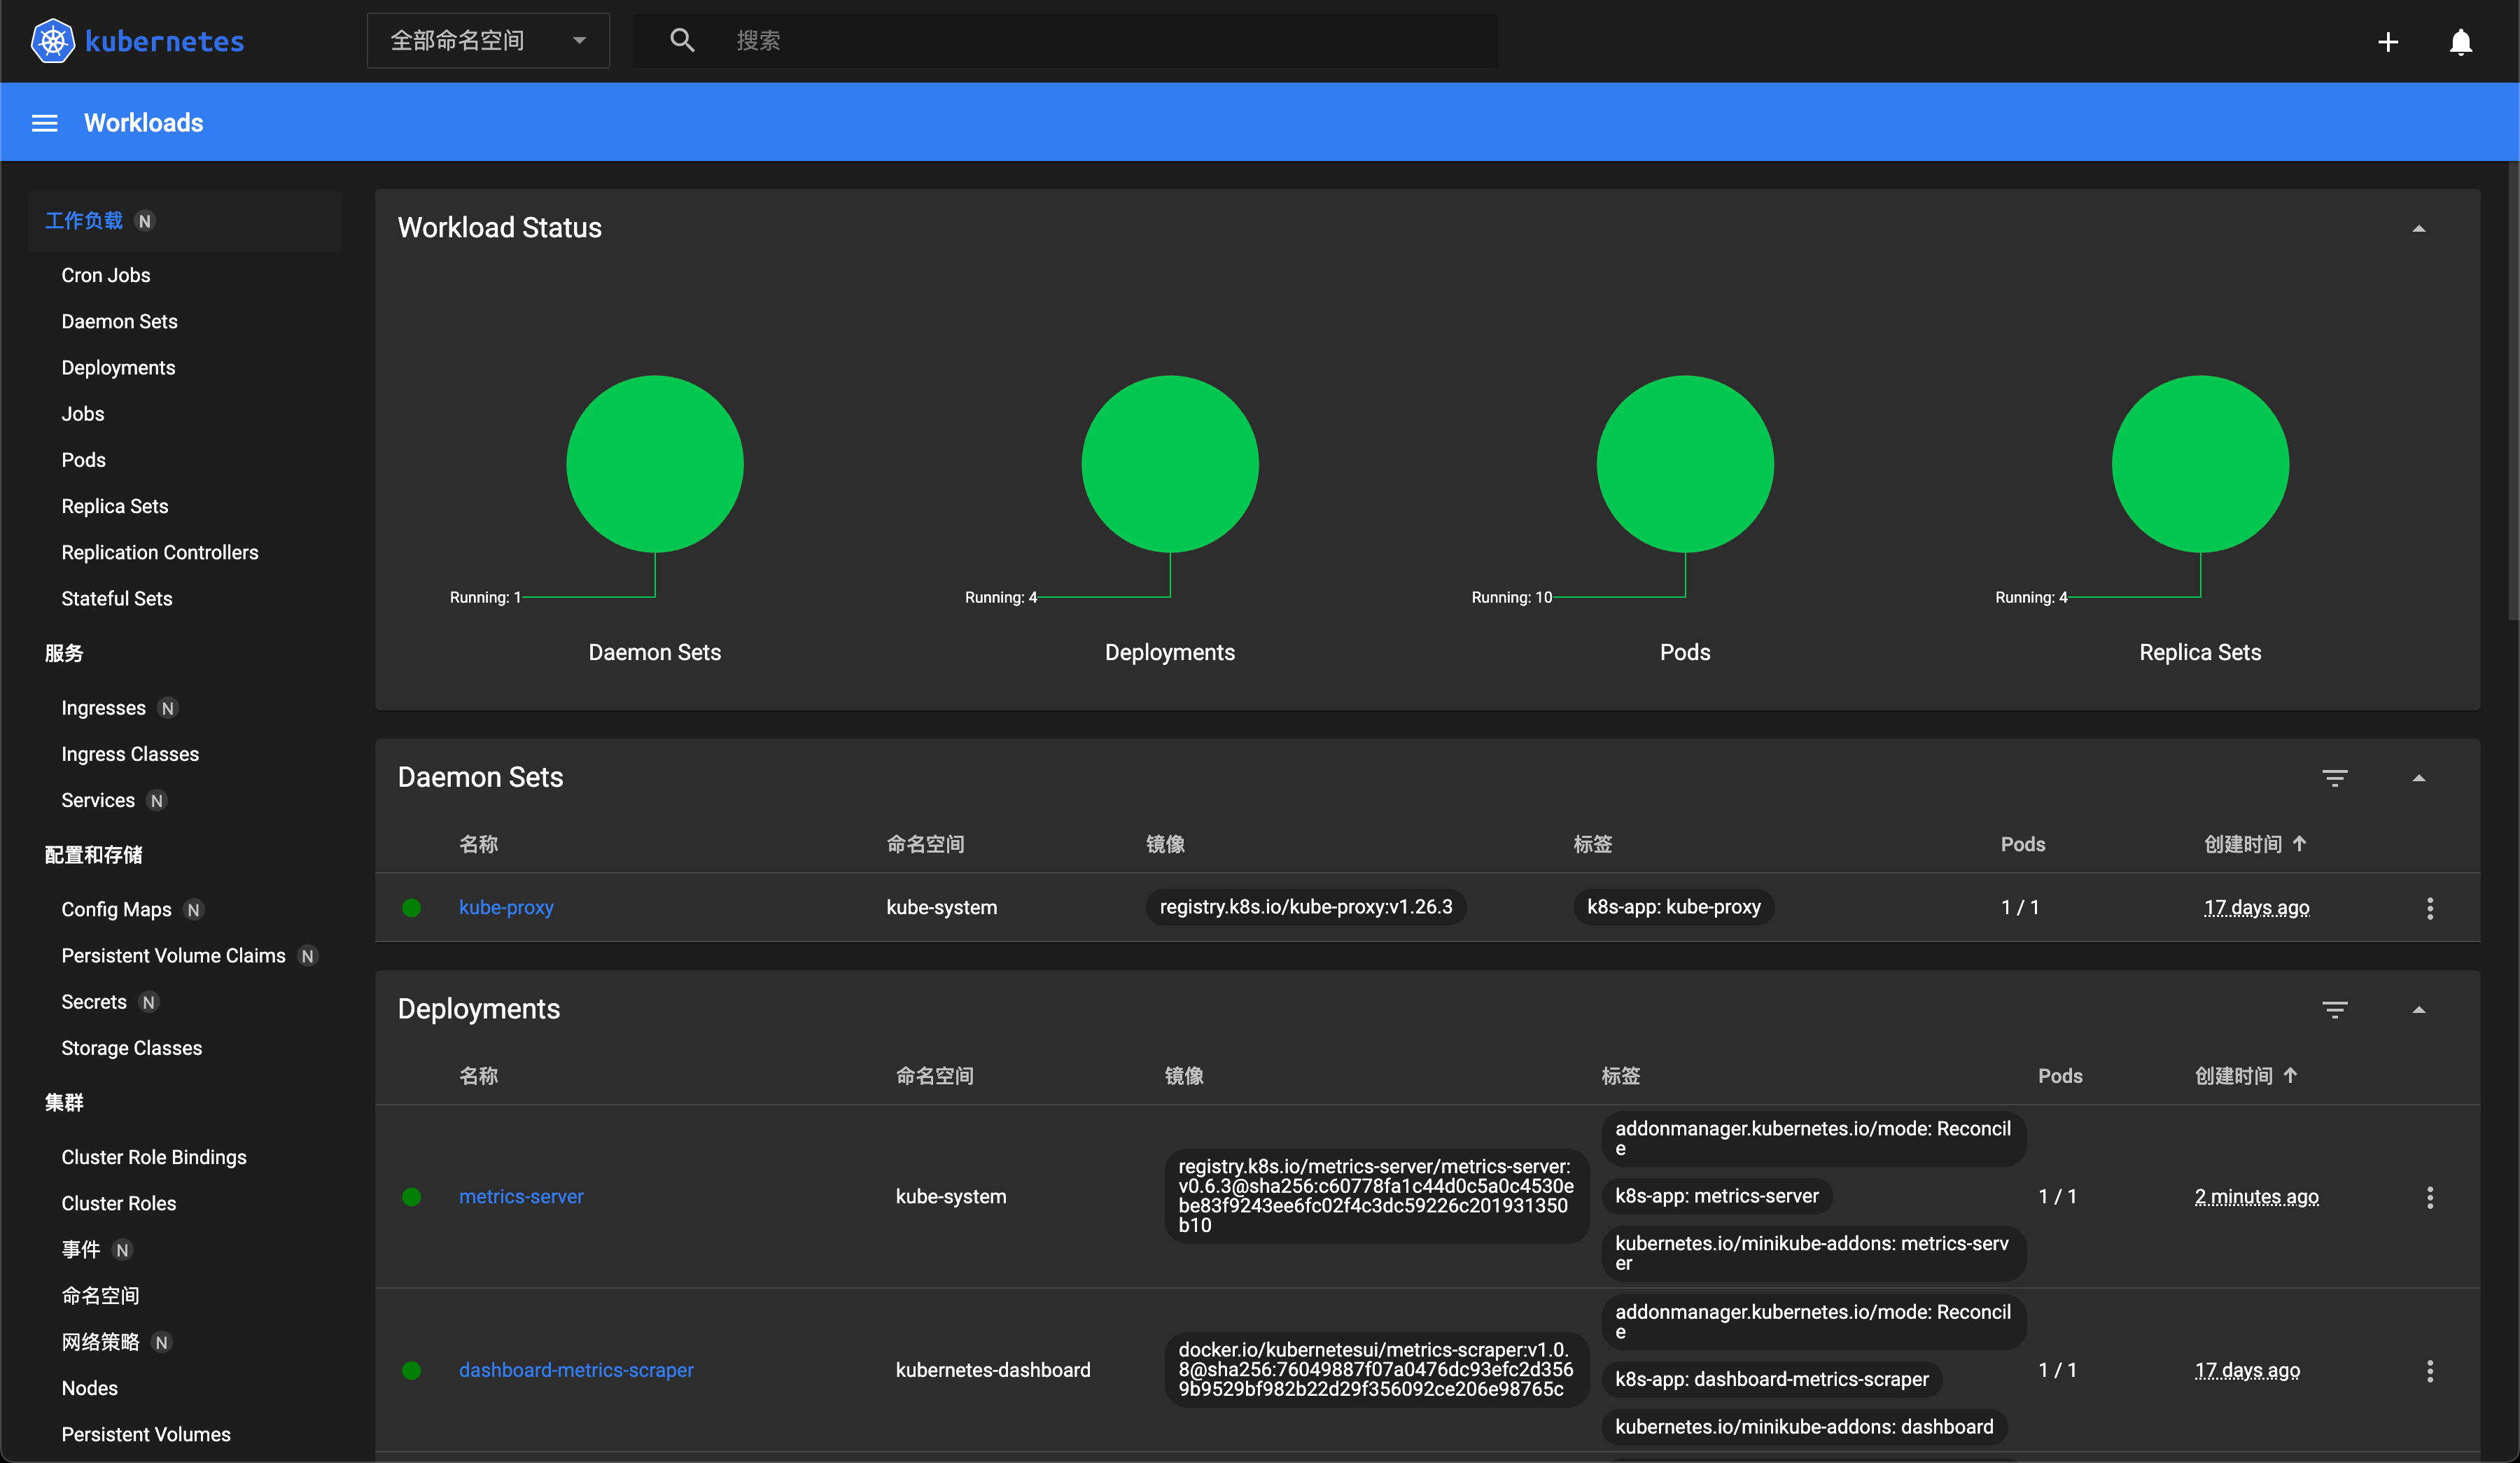 kubernetes
全部命名空间
搜索
Workloads
工作负载 N
Cron Jobs
Daemon Sets
Deployments
Jobs
Pods
Replica Sets
Replication Controllers
Stateful Sets
服务
Ingresses N
Ingress Classes
Services N
配置和存储
Config Maps N
Persistent Volume Claims N
Secrets N
Storage Classes
集群
Cluster Role Bindings
Cluster Roles
事件 N
命名空间
网络策略 N
Nodes
Persistent Volumes
Workload Status
Running: 1
Running: 4
Running: 10
Running: 4
Daemon Sets
Deployments
Pods
Replica Sets
Daemon Sets
名称 命名空间 镜像 标签 Pods 创建时间
kube-proxy kube-system registry.k8s.io/kube-proxy:v1.26.3 k8s-app: kube-proxy 1 / 1 17 days ago
Deployments
名称 命名空间 镜像 标签 Pods 创建时间
metrics-server
kube-system
registry.k8s.io/metrics-server/metrics-server:
v0.6.3@sha256:c60778fa1c44d0c5a0c4530e
be83f9243ee6fc02f4c3dc59226c201931350
b10
addonmanager.kubernetes.io/mode: Reconcil
e
k8s-app: metrics-server
kubernetes.io/minikube-addons: metrics-serv
er
1 / 1
2 minutes ago
dashboard-metrics-scraper
kubernetes-dashboard
docker.io/kubernetesui/metrics-scraper:v1.0.
8@sha256:76049887f07a0476dc93efc2d356
9b9529bf982b22d29f356092ce206e98765c
addonmanager.kubernetes.io/mode: Reconcil
e
k8s-app: dashboard-metrics-scraper
kubernetes.io/minikube-addons: dashboard
1 / 1
17 days ago